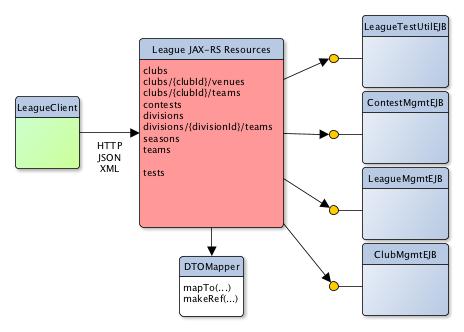 LeagueClient
HTTP
JSON
XML
League JAX-RS Resources
clubs
clubs/{clubId}/venues
clubs/{clubId}/teams
contests
divisions
divisions/{divisionId}/teams
seasons
teams
tests
DTOMapper
mapTo(...)
makeRef(...)
LeagueTestUtilEJB
ContestMgmtEJB
LeagueMgmtEJB
ClubMgmtEJB